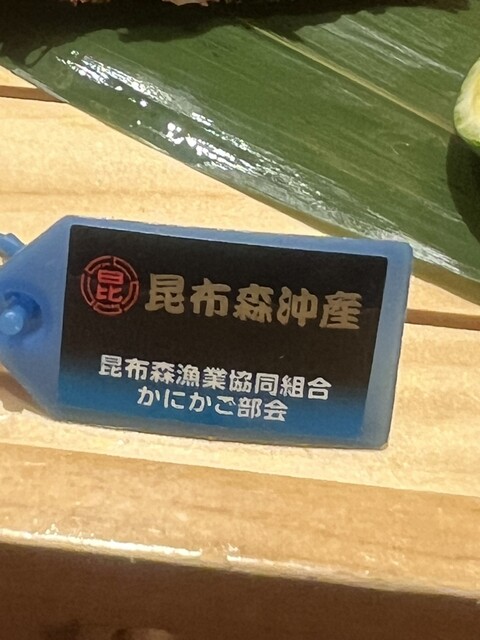 昆 昆布森沖産
昆布森漁業協同組合
かにかご部会